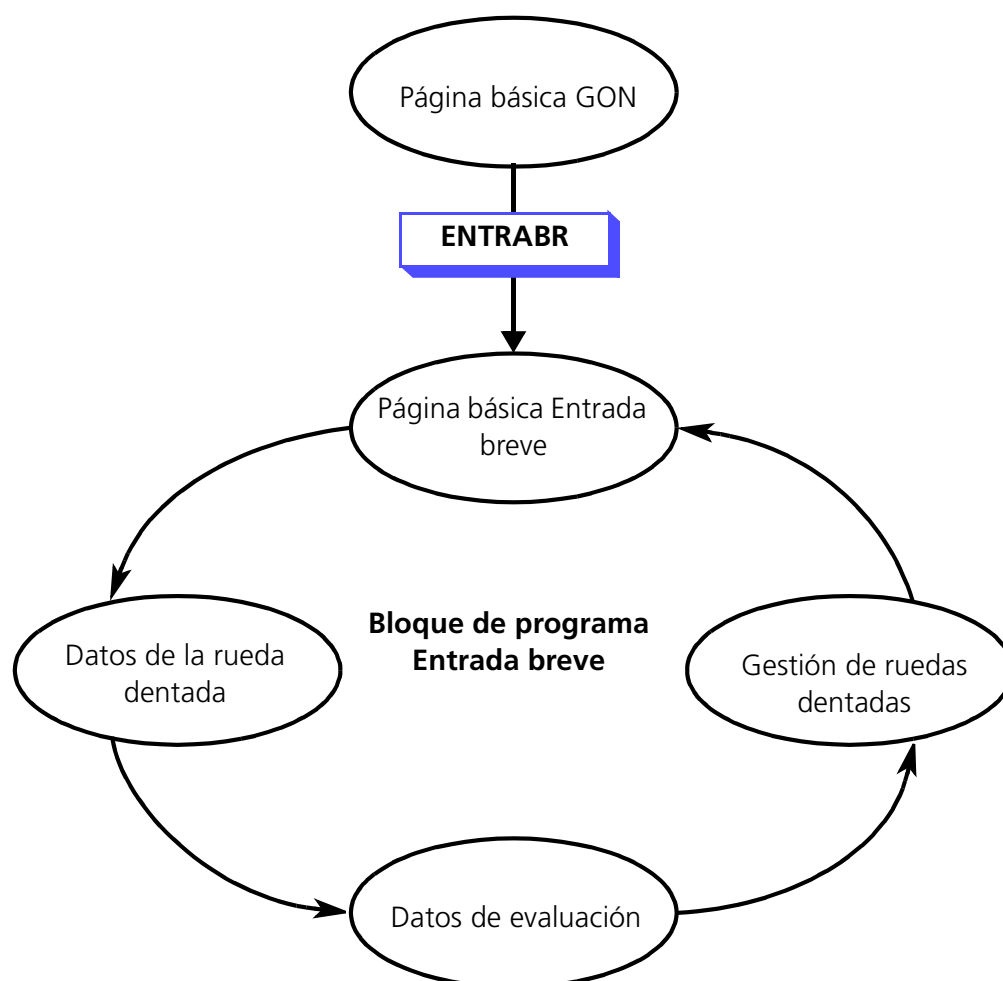 Página básica GON
ENTRABR
Página básica Entrada
breve
Bloque de programa
Entrada breve
Datos de la rueda
dentada
Gestión de ruedas
dentadas
Datos de evaluación